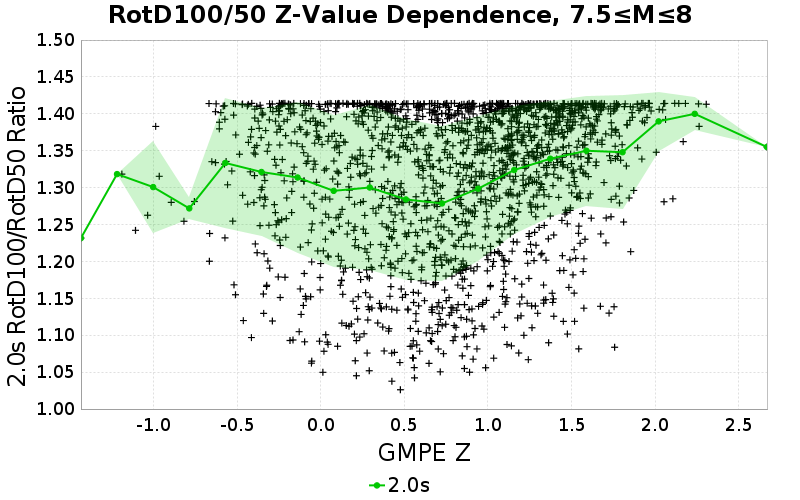 RotD100/50 Z-Value Dependence, 7.5≤M≤8
2.0s RotD100/RotD50 Ratio
1.50
1.45
1.40
1.35
1.30
1.25
1.20
1.15
1.10
1.05
1.00
-1.0 -0.5 0.0 0.5 1.0 1.5 2.0 2.5
GMPE Z
2.0s